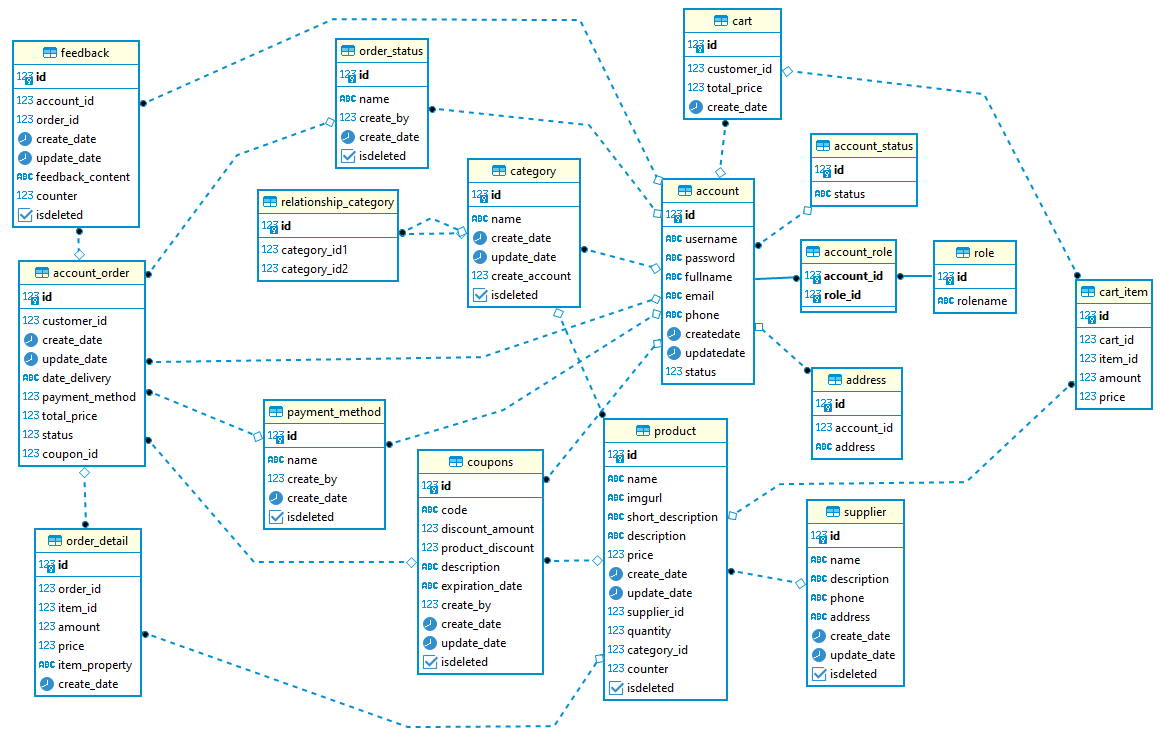 feedback
123 id
123 account_id
123 order_id
create_date
update_date
ABC feedback_content
123 counter
isdeleted
order_status
123 id
ABC name
123 create_by
create_date
isdeleted
cart
123 id
123 customer_id
123 total_price
create_date
account_status
123 id
ABC status
category
123 id
ABC name
create_date
update_date
123 create_account
isdeleted
relationship_category
123 id
123 category_id1
123 category_id2
account
123 id
ABC username
ABC password
ABC fullname
ABC email
ABC phone
createdate
updatedate
123 status
account_role
123 account_id
123 role_id
role
123 id
ABC rolename
account_order
123 id
123 customer_id
create_date
update_date
ABC date_delivery
123 payment_method
123 total_price
123 status
123 coupon_id
cart_item
123 id
123 cart_id
123 item_id
123 amount
123 price
address
123 id
123 account_id
ABC address
payment_method
123 id
ABC name
123 create_by
create_date
isdeleted
product
123 id
ABC name
ABC imgurl
ABC short_description
ABC description
123 price
create_date
update_date
123 supplier_id
123 quantity
123 category_id
123 counter
isdeleted
coupons
123 id
ABC code
123 discount_amount
123 product_discount
ABC description
ABC expiration_date
123 create_by
create_date
update_date
isdeleted
supplier
123 id
ABC name
ABC description
ABC phone
ABC address
create_date
update_date
isdeleted
order_detail
123 id
123 order_id
123 item_id
123 amount
123 price
ABC item_property
create_date